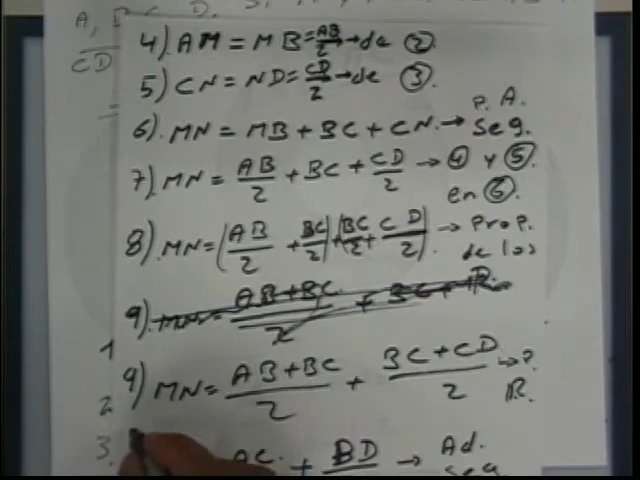 A, B
CD
4) AM = MB = AB/2 → de ②
5) CN = ND = CD/2 → de ③.
6). MN = MB + BC + CN. → P. A. Seg.
7). MN = AB/2 + BC + CD/2 → ④ y ⑤. en ⑥.
8). MN = (AB/2 + BC/2) + (BC/2 + CD/2). → Prop. de los
9). MN = AB+BC/2 + BC + R.
9) MN = AB+BC/2 + BC+CD/2 → P. R.
AC. + BD → Ad. Seg
1
2
3.